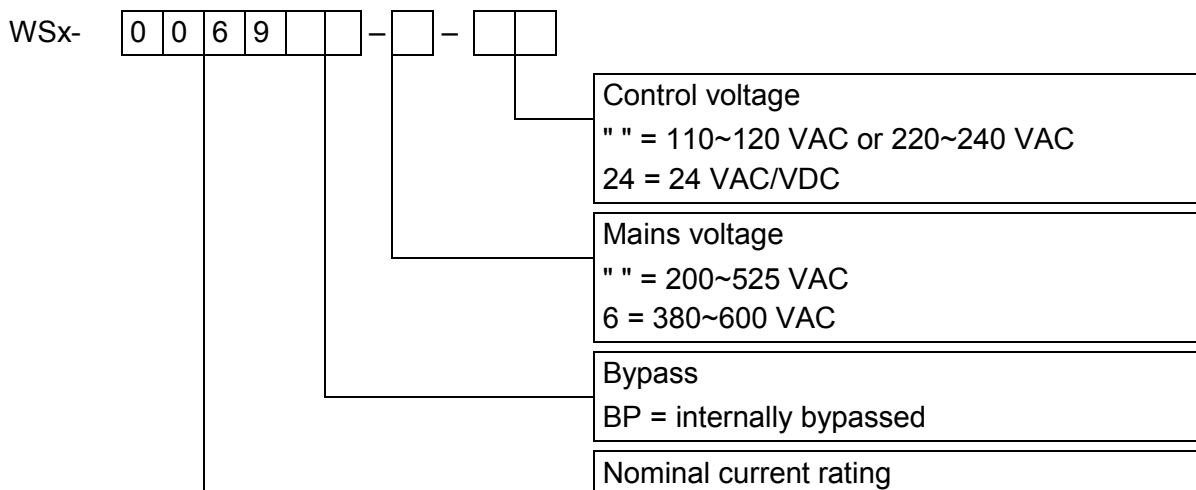 WSx- 0 0 6 9 – –
Control voltage
" " = 110~120 VAC or 220~240 VAC
24 = 24 VAC/VDC
Mains voltage
" " = 200~525 VAC
6 = 380~600 VAC
Bypass
BP = internally bypassed
Nominal current rating